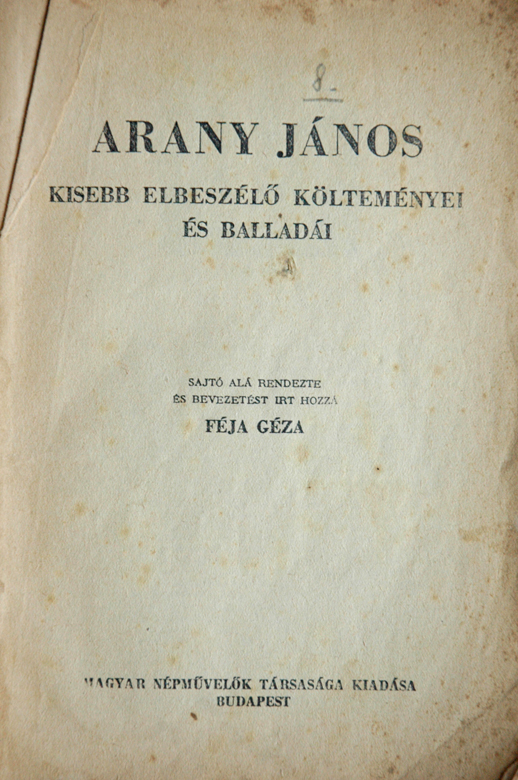 8.
ARANY JÁNOS
KISEBB ELBESZÉLŐ KÖLTEMÉNYEI
ÉS BALLADÁI
SAJTÓ ALÁ RENDEZTE
ÉS BEVEZETÉST IRT HOZZÁ
FÉJA GÉZA
MAGYAR NÉPMŰVELŐK TÁRSASÁGA KIADÁSA
BUDAPEST